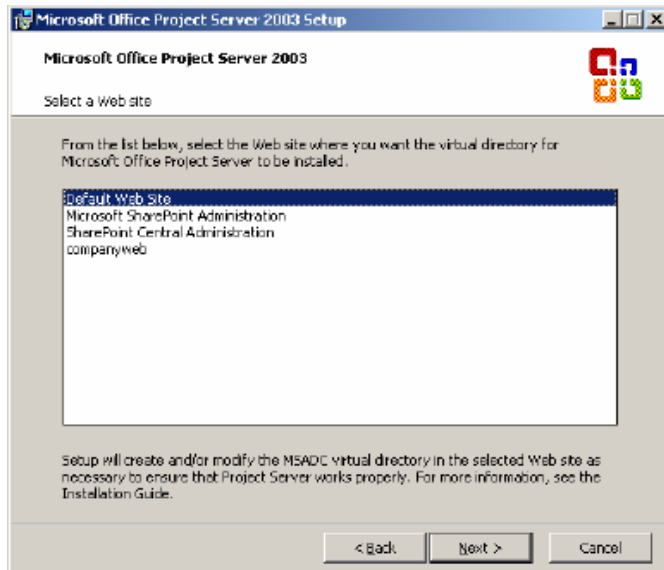 Microsoft Office Project Server 2003 Setup
Microsoft Office Project Server 2003
Select a Web site
From the list below, select the Web site where you want the virtual directory for
Microsoft Office Project Server to be installed.
Default Web Site
Microsoft SharePoint Administration
SharePoint Central Administration
companyweb
Setup will create and/or modify the MSADC virtual directory in the selected Web site as
necessary to ensure that Project Server works properly. For more information, see the
Installation Guide.
< Back Next > Cancel